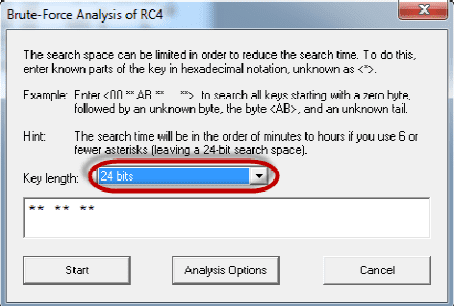 Brute-Force Analysis of RC4
The search space can be limited in order to reduce the search time. To do this,
enter known parts of the key in hexadecimal notation, unknown as <*>.
Example: Enter <00 ** AB ** ... **> to search all keys starting with a zero byte,
followed by an unknown byte, the byte <AB>, and an unknown tail.
Hint: The search time will be in the order of minutes to hours if you use 6 or
fewer asterisks (leaving a 24-bit search space).
Key length: 24 bits
** ** **
Start Analysis Options Cancel